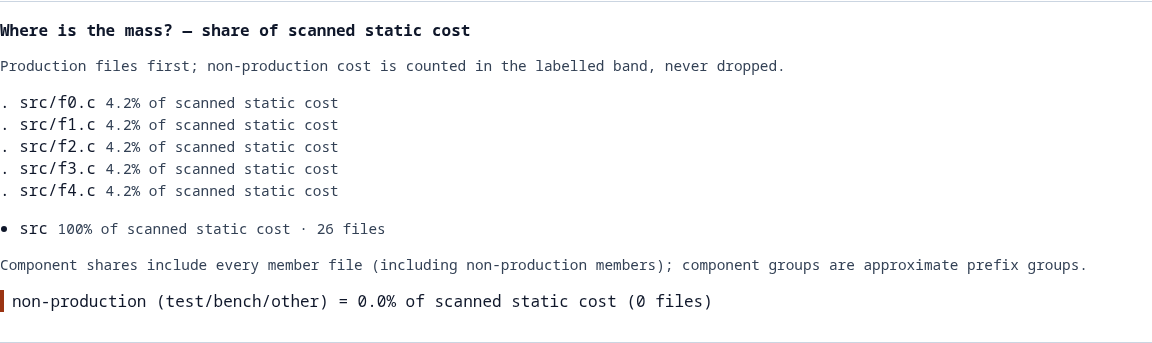 Where is the mass? — share of scanned static cost
Production files first; non-production cost is counted in the labelled band, never dropped.
. src/f0.c 4.2% of scanned static cost
. src/f1.c 4.2% of scanned static cost
. src/f2.c 4.2% of scanned static cost
. src/f3.c 4.2% of scanned static cost
. src/f4.c 4.2% of scanned static cost
• src 100% of scanned static cost · 26 files
Component shares include every member file (including non-production members); component groups are approximate prefix groups.
non-production (test/bench/other) = 0.0% of scanned static cost (0 files)